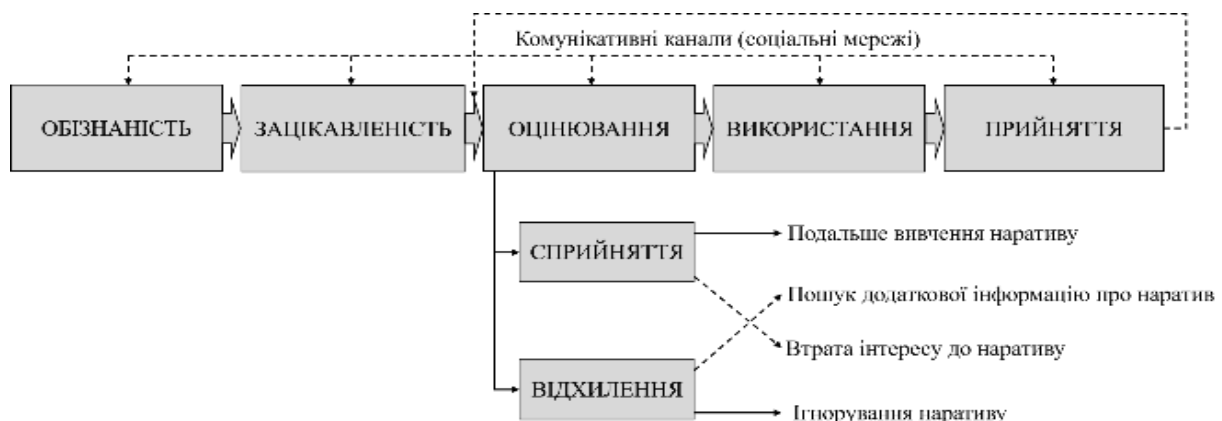 Комунікативні канали (соціальні мережі)
ОБІЗНАНІСТЬ
ЗАЦІКАВЛЕНІСТЬ
ОЦІНЮВАННЯ
ВИКОРИСТАННЯ
ПРИЙНЯТТЯ
СПРИЙНЯТТЯ
Подальше вивчення наративу
Пошук додаткової інформацію про наратив
Втрата інтересу до наративу
ВІДХИЛЕННЯ
Ігнорування наративу